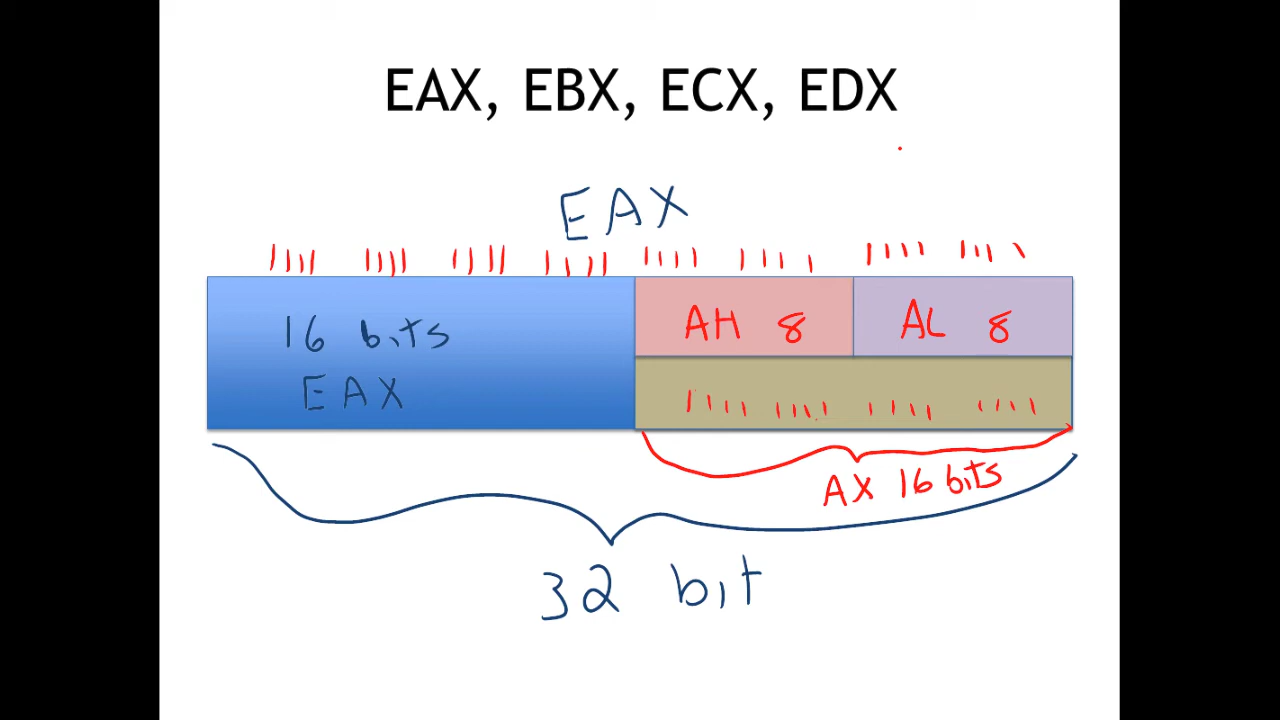 EAX, EBX, ECX, EDX
EAX
16 bits
EAX
AH 8
AL 8
AX 16 bits
32 bit